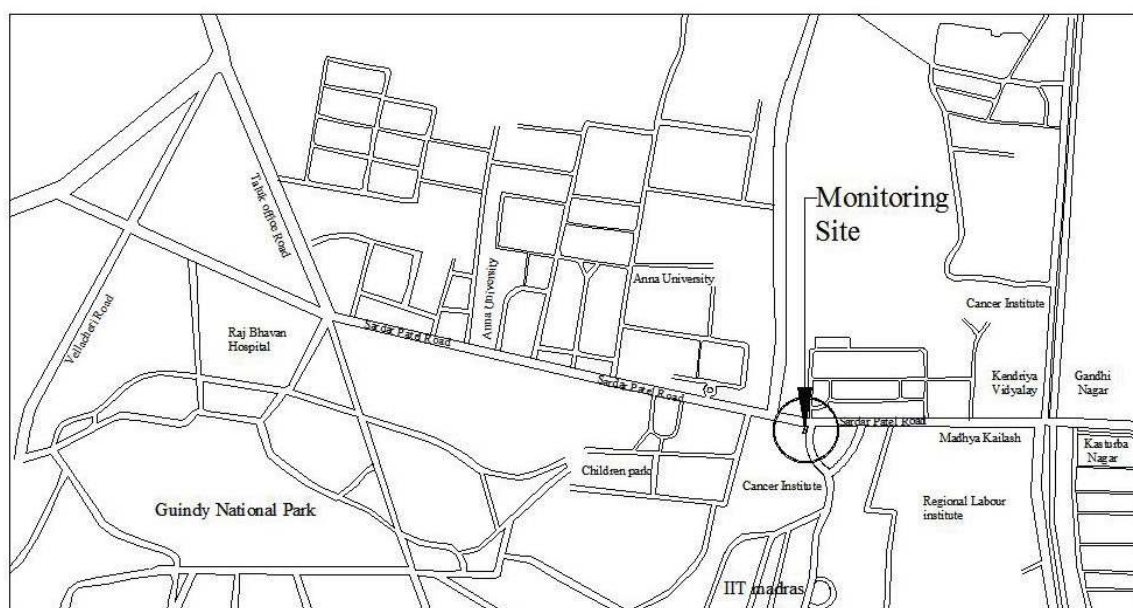 Monitoring
Site
Taluk office Road
Anna University
Anna University
Cancer Institute
Vellacheri Road
Raj Bhavan
Hospital
Sardar Patel Road
Sardar Patel Road
Kendriya
Vidyalay
Gandhi
Nagar
Sardar Patel Road
Madhya Kailash
Kasturba
Nagar
Children park
Cancer Institute
Guindy National Park
Regional Labour
institute
IIT madras